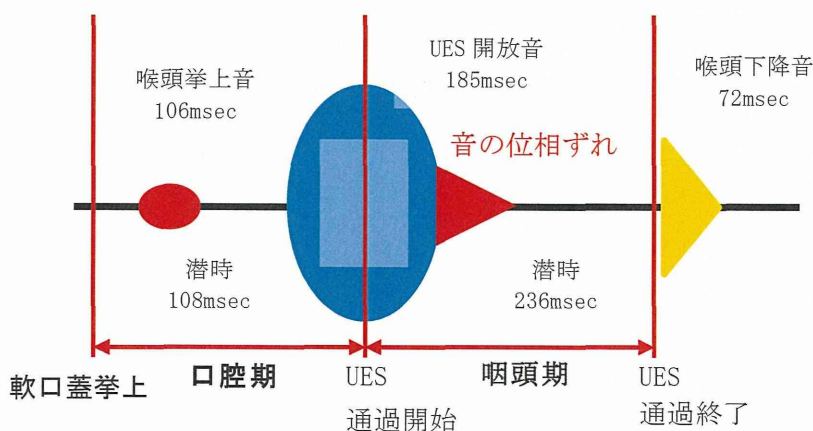 喉頭挙上音
106msec
UES 開放音
185msec
喉頭下降音
72msec
音の位相ずれ
潜時
108msec
潜時
236msec
軟口蓋挙上
口腔期
UES
通過開始
咽頭期
UES
通過終了